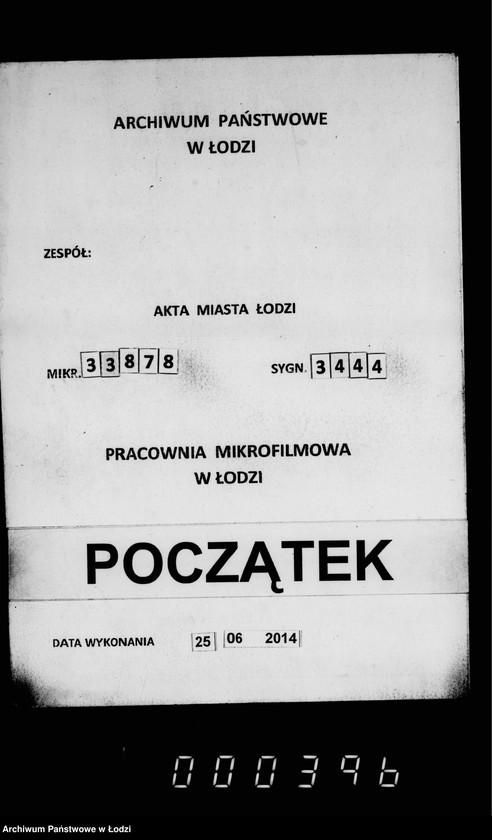 ARCHIWUM PAŃSTWOWE
W ŁODZI
ZESPÓŁ:
AKTA MIASTA ŁODZI
MIKR. 33878 SYGN. 3444
PRACOWNIA MIKROFILMOWA
W ŁODZI
POCZĄTEK
DATA WYKONANIA 25 06 2014
000396
Archiwum Państwowe w Łodzi